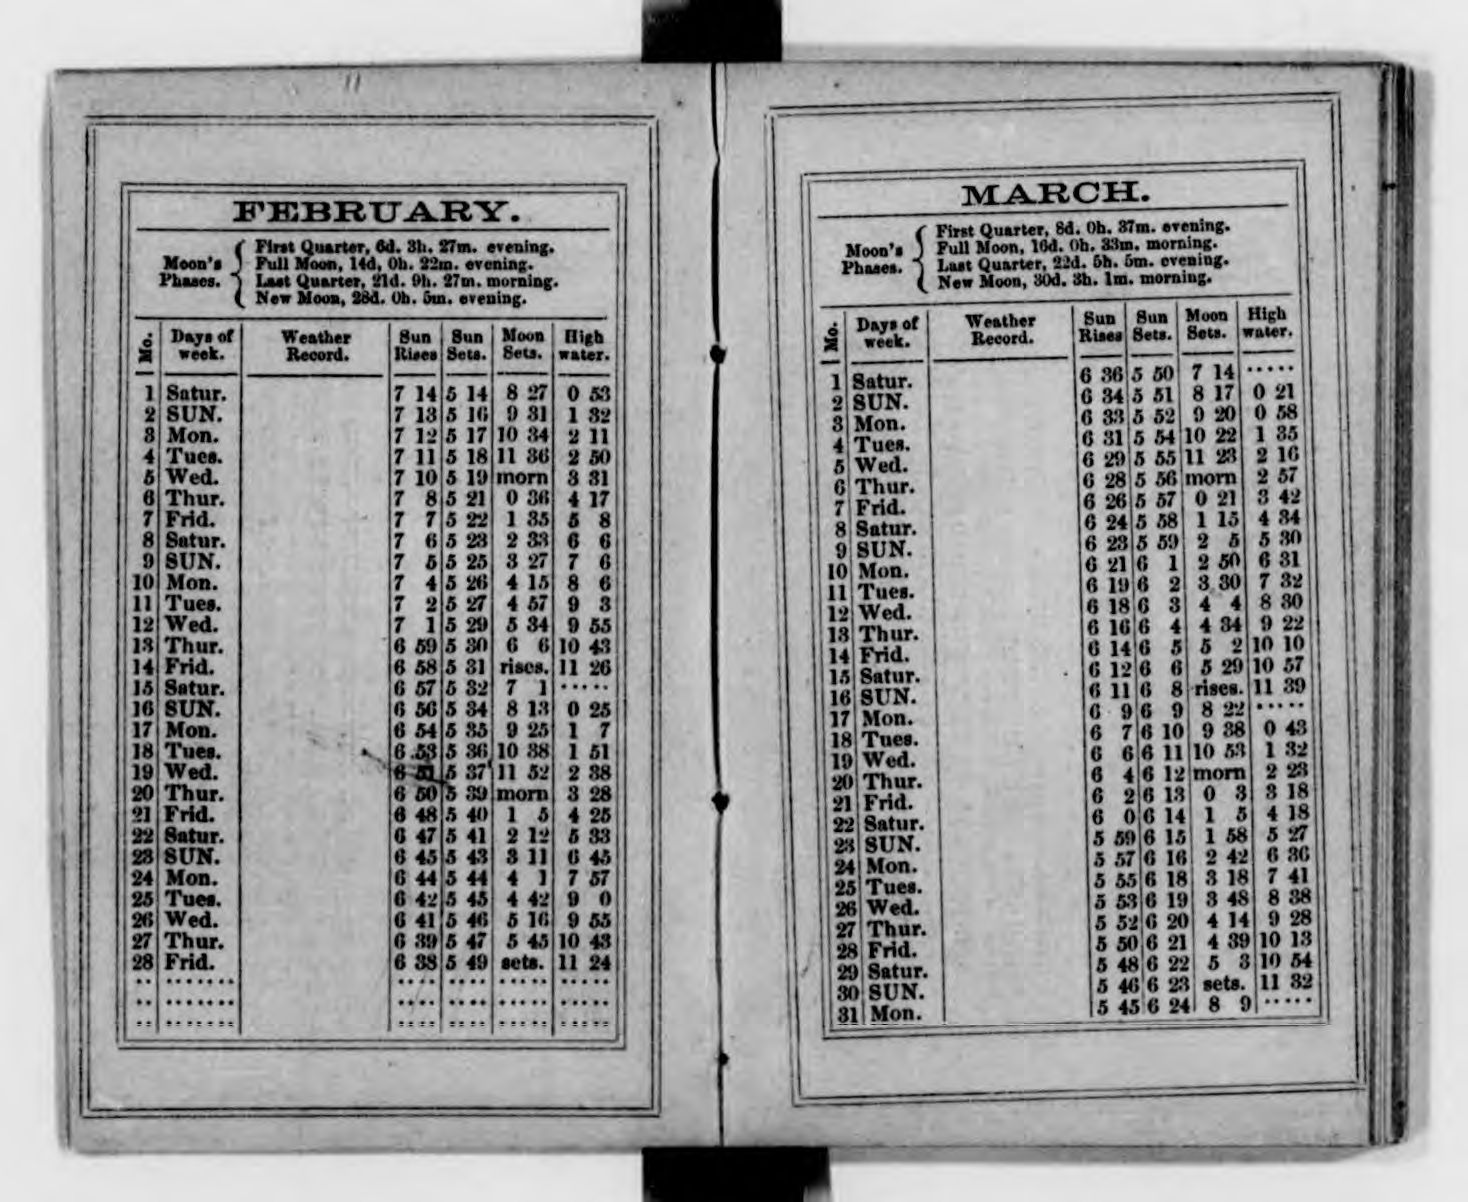 11
FEBRUARY.
Moon's Phases.
First Quarter, 6d. 3h. 27m. evening.
Full Moon, 14d, 0h. 22m. evening.
Last Quarter, 21d. 9h. 27m. morning.
New Moon, 28d. 0h. 5m. evening.
Mo. Days of week. Weather Record. Sun Rises Sun Sets. Moon Sets. High water.
1 Satur. 7 14 5 14 8 27 0 53
2 SUN. 7 13 5 16 9 31 1 32
3 Mon. 7 12 5 17 10 34 2 11
4 Tues. 7 11 5 18 11 36 2 50
5 Wed. 7 10 5 19 morn 3 31
6 Thur. 7 8 5 21 0 36 4 17
7 Frid. 7 7 5 22 1 35 5 8
8 Satur. 7 6 5 23 2 33 6 6
9 SUN. 7 5 5 25 3 27 7 6
10 Mon. 7 4 5 26 4 15 8 6
11 Tues. 7 2 5 27 4 57 9 3
12 Wed. 7 1 5 29 5 34 9 55
13 Thur. 6 59 5 30 6 6 10 43
14 Frid. 6 58 5 31 rises. 11 26
15 Satur. 6 57 5 32 7 1 .....
16 SUN. 6 56 5 34 8 13 0 25
17 Mon. 6 54 5 35 9 25 1 7
18 Tues. 6 53 5 36 10 38 1 51
19 Wed. 6 51 5 37 11 52 2 38
20 Thur. 6 50 5 39 morn 3 28
21 Frid. 6 48 5 40 1 5 4 25
22 Satur. 6 47 5 41 2 12 5 33
23 SUN. 6 45 5 43 3 11 6 45
24 Mon. 6 44 5 44 4 1 7 57
25 Tues. 6 42 5 45 4 42 9 0
26 Wed. 6 41 5 46 5 16 9 55
27 Thur. 6 39 5 47 5 45 10 43
28 Frid. 6 38 5 49 sets. 11 24
MARCH.
Moon's Phases.
First Quarter, 8d. 0h. 37m. evening.
Full Moon, 16d. 0h. 33m. morning.
Last Quarter, 22d. 5h. 5m. evening.
New Moon, 30d. 3h. 1m. morning.
Mo. Days of week. Weather Record. Sun Rises Sun Sets. Moon Sets. High water.
1 Satur. 6 36 5 50 7 14 .....
2 SUN. 6 34 5 51 8 17 0 21
3 Mon. 6 33 5 52 9 20 0 58
4 Tues. 6 31 5 54 10 22 1 35
5 Wed. 6 29 5 55 11 23 2 16
6 Thur. 6 28 5 56 morn 2 57
7 Frid. 6 26 5 57 0 21 3 42
8 Satur. 6 24 5 58 1 15 4 34
9 SUN. 6 23 5 59 2 5 5 30
10 Mon. 6 21 6 1 2 50 6 31
11 Tues. 6 19 6 2 3 30 7 32
12 Wed. 6 18 6 3 4 4 8 30
13 Thur. 6 16 6 4 4 34 9 22
14 Frid. 6 14 6 5 5 2 10 10
15 Satur. 6 12 6 6 5 29 10 57
16 SUN. 6 11 6 8 rises. 11 39
17 Mon. 6 9 6 9 8 22 .....
18 Tues. 6 7 6 10 9 38 0 43
19 Wed. 6 6 6 11 10 53 1 32
20 Thur. 6 4 6 12 morn 2 23
21 Frid. 6 2 6 13 0 3 3 18
22 Satur. 6 0 6 14 1 5 4 18
23 SUN. 5 59 6 15 1 58 5 27
24 Mon. 5 57 6 16 2 42 6 36
25 Tues. 5 55 6 18 3 18 7 41
26 Wed. 5 53 6 19 3 48 8 38
27 Thur. 5 52 6 20 4 14 9 28
28 Frid. 5 50 6 21 4 39 10 13
29 Satur. 5 48 6 22 5 3 10 54
30 SUN. 5 46 6 23 sets. 11 32
31 Mon. 5 45 6 24 8 9 .....